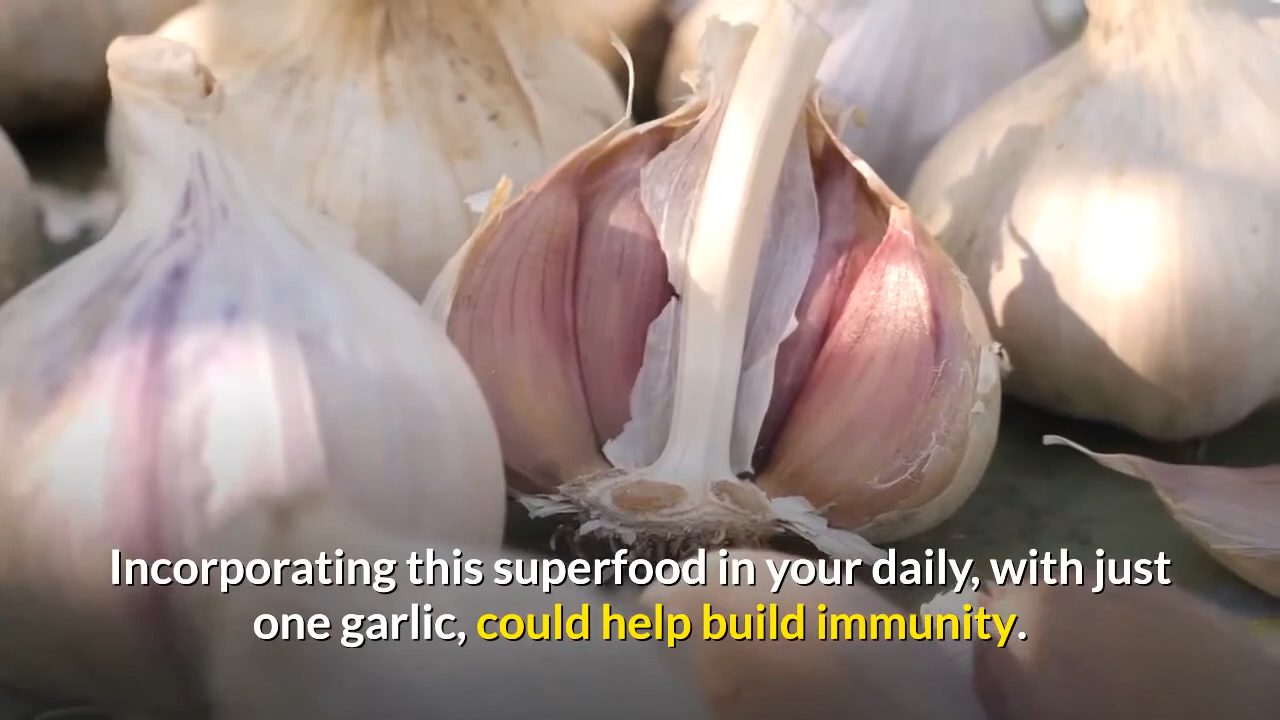 Incorporating this superfood in your daily, with just
one garlic, could help build immunity.